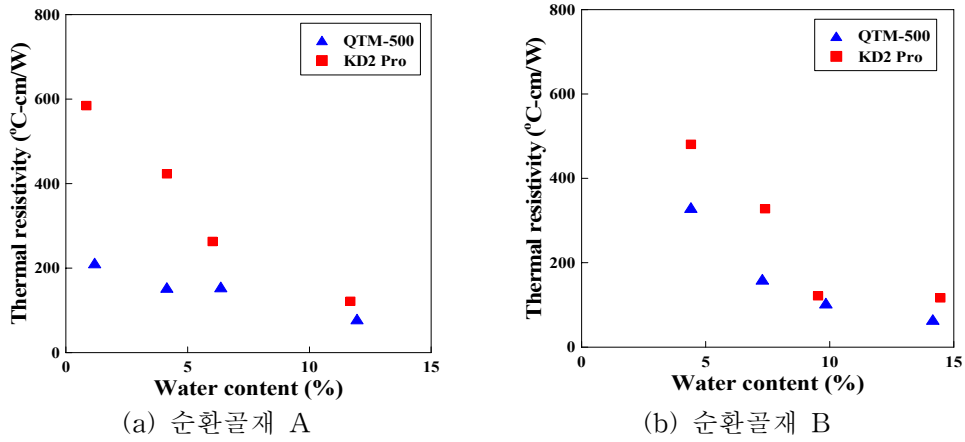 800
600
400
200
0
0
5
10
15
Thermal resistivity (°C-cm/W)
Water content (%)
QTM-500
KD2 Pro
(a) 순환골재 A
800
600
400
200
0
0
5
10
15
Thermal resistivity (°C-cm/W)
Water content (%)
QTM-500
KD2 Pro
(b) 순환골재 B